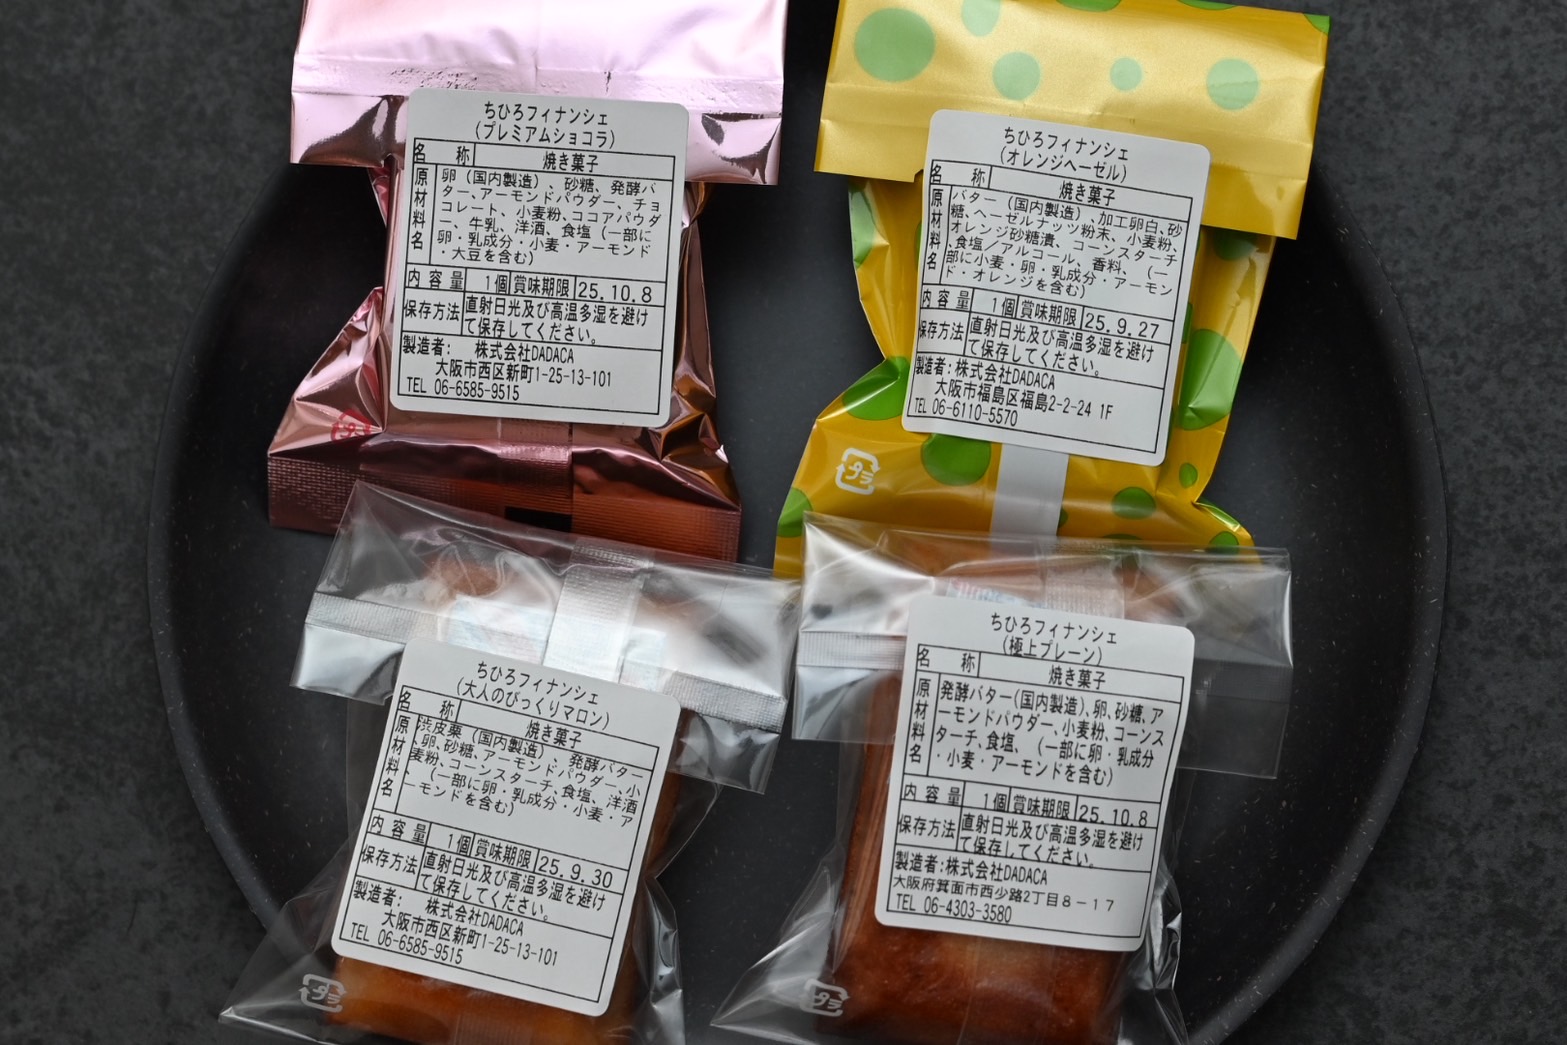 ちひろフィナンシェ
(プレミアムショコラ)
名 称 焼き菓子
原材料名 卵(国内製造)、砂糖、発酵バ
ター、アーモンドパウダー、チョ
コレート、小麦粉、ココアパウダ
ー、牛乳、洋酒、食塩(一部に
卵・乳成分・小麦・アーモンド
・大豆を含む)
内容量 1個 賞味期限 25.10.8
保存方法 直射日光及び高温多湿を避け
て保存してください。
製造者: 株式会社DADACA
大阪市西区新町1-25-13-101
TEL 06-6585-9515
ちひろフィナンシェ
(オレンジヘーゼル)
名 称 焼き菓子
原材料名 バター(国内製造)、加工卵白、砂
糖、ヘーゼルナッツ粉末、小麦粉、
オレンジ砂糖漬、コーンスターチ
、食塩/アルコール、香料、(一
部に小麦・卵・乳成分・アーモン
ド・オレンジを含む)
内容量 1個 賞味期限 25.9.27
保存方法 直射日光及び高温多湿を避け
て保存してください。
製造者:株式会社DADACA
大阪市福島区福島2-2-24 1F
TEL 06-6110-5570
プラ
ちひろフィナンシェ
(大人のびっくりマロン)
名 称 焼き菓子
原材料名 渋皮栗(国内製造)、発酵バター
、卵、砂糖、アーモンドパウダー、小
麦粉、コーンスターチ、食塩、洋酒
、(一部に卵・乳成分・小麦・ア
ーモンドを含む)
内容量 1個 賞味期限 25.9.30
保存方法 直射日光及び高温多湿を避け
て保存してください。
製造者: 株式会社DADACA
大阪市西区新町1-25-13-101
TEL 06-6585-9515
プラ
ちひろフィナンシェ
(極上プレーン)
名 称 焼き菓子
原材料名 発酵バター(国内製造)、卵、砂糖、ア
ーモンドパウダー、小麦粉、コーンス
ターチ、食塩、(一部に卵・乳成分
・小麦・アーモンドを含む)
内容量 1個 賞味期限 25.10.8
保存方法 直射日光及び高温多湿を避け
て保存してください。
製造者:株式会社DADACA
大阪府箕面市西少路2丁目8-17
TEL 06-4303-3580
プラ